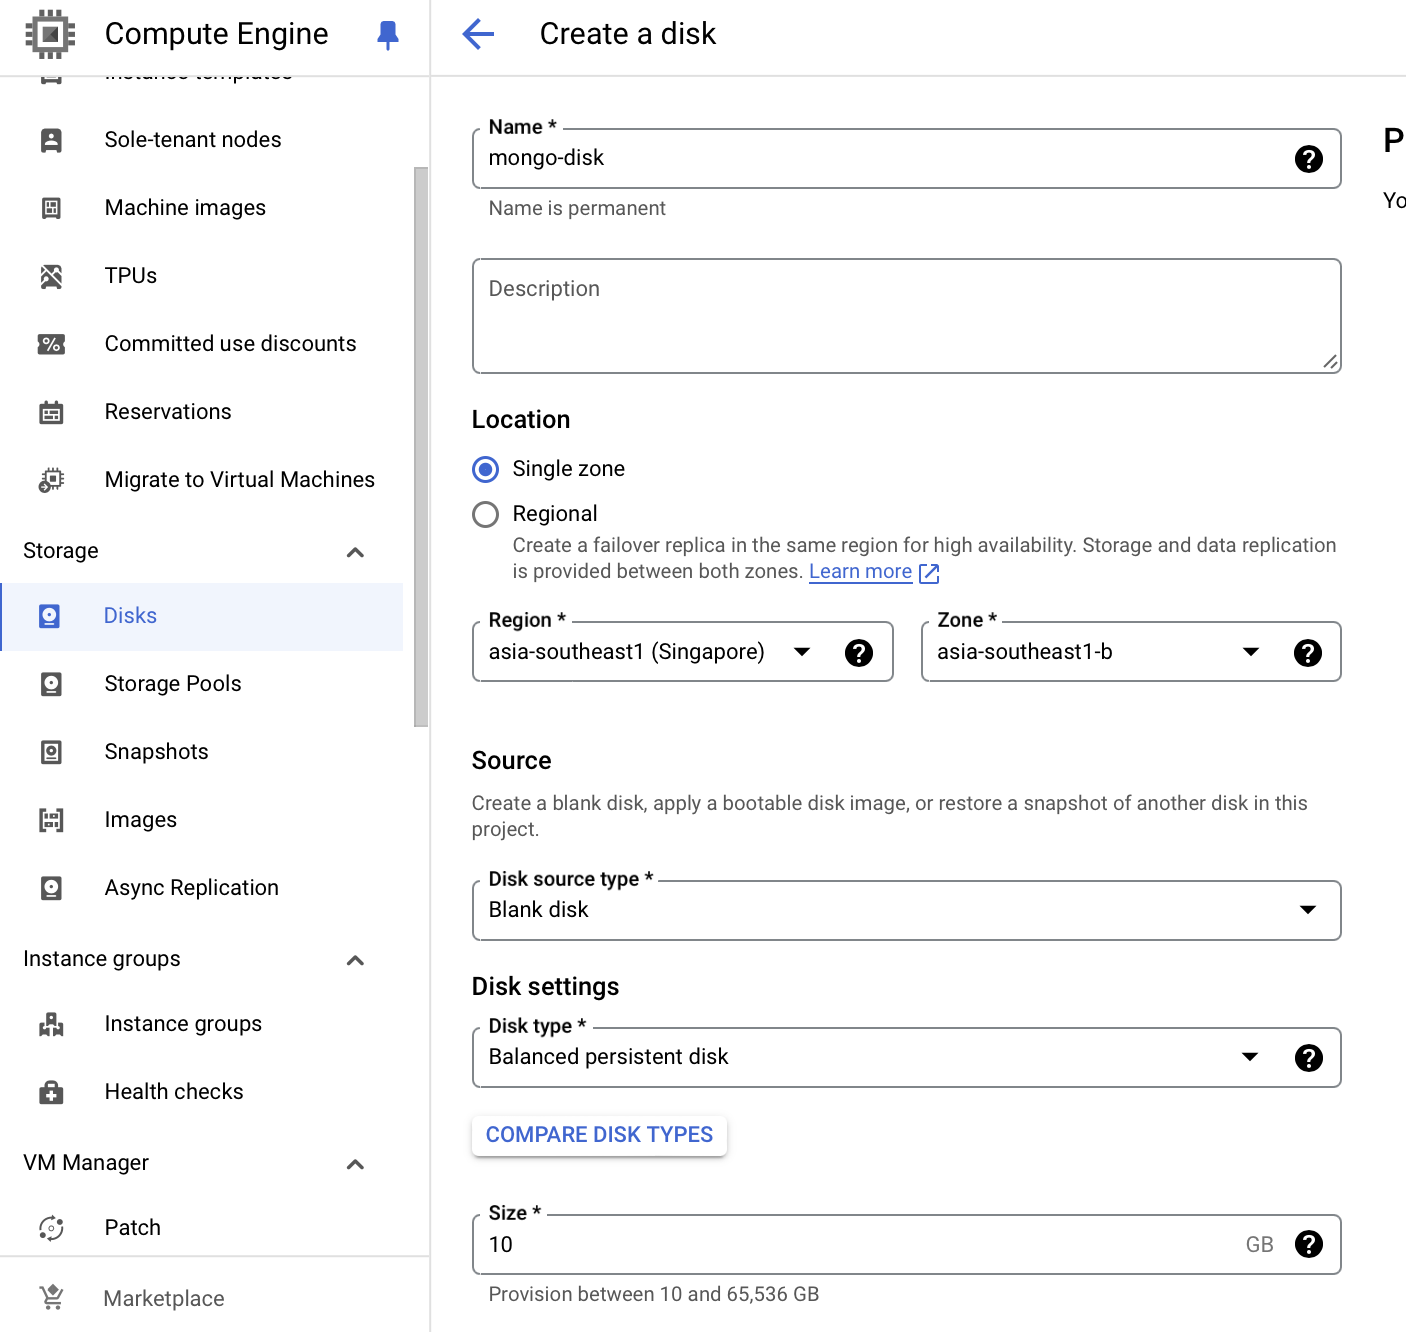 Compute Engine
Create a disk
Instance templates
Sole-tenant nodes
Machine images
TPUs
Committed use discounts
Reservations
Migrate to Virtual Machines
Storage
Disks
Storage Pools
Snapshots
Images
Async Replication
Instance groups
Instance groups
Health checks
VM Manager
Patch
Marketplace
Name *
mongo-disk
Name is permanent
Description
Location
Single zone
Regional
Create a failover replica in the same region for high availability. Storage and data replication
is provided between both zones. Learn more
Region *
asia-southeast1 (Singapore)
Zone *
asia-southeast1-b
Source
Create a blank disk, apply a bootable disk image, or restore a snapshot of another disk in this
project.
Disk source type *
Blank disk
Disk settings
Disk type *
Balanced persistent disk
COMPARE DISK TYPES
Size *
10 GB
Provision between 10 and 65,536 GB